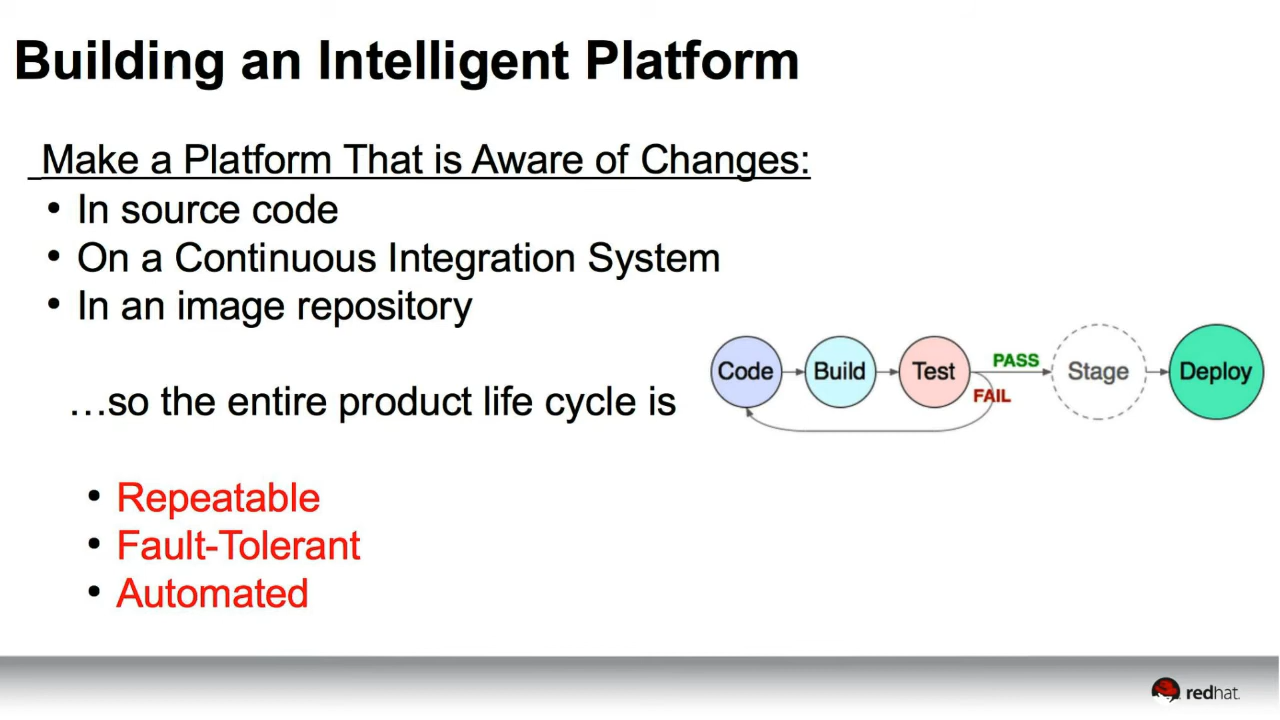 Building an Intelligent Platform
Make a Platform That is Aware of Changes:
• In source code
• On a Continuous Integration System
• In an image repository
...so the entire product life cycle is
Code
Build
Test
PASS
FAIL
Stage
Deploy
• Repeatable
• Fault-Tolerant
• Automated
redhat.